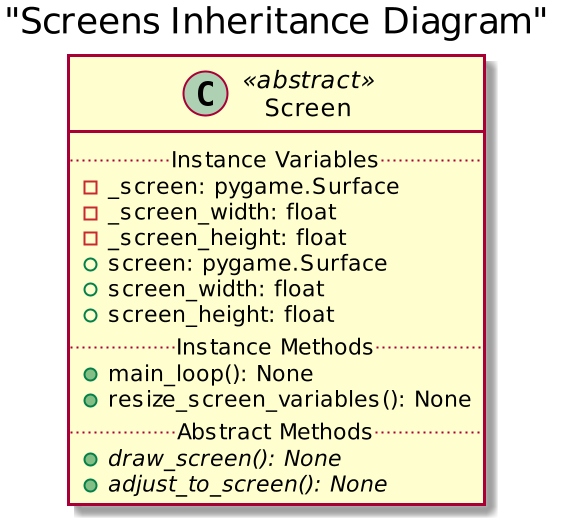 "Screens Inheritance Diagram"
C
«abstract»
Screen
Instance Variables
_screen: pygame.Surface
_screen_width: float
_screen_height: float
screen: pygame.Surface
screen_width: float
screen_height: float
Instance Methods
main_loop(): None
resize_screen_variables(): None
Abstract Methods
draw_screen(): None
adjust_to_screen(): None